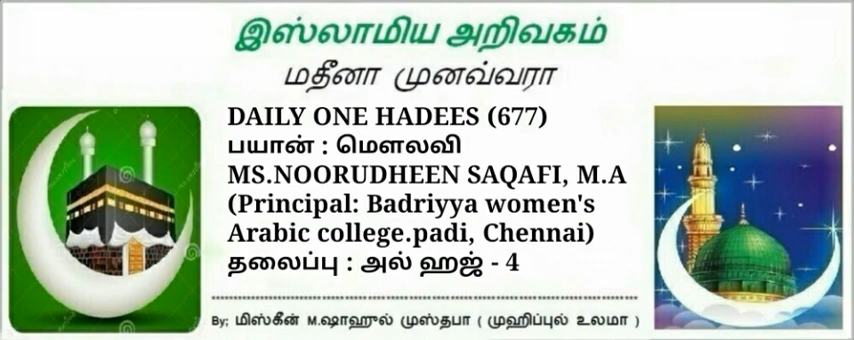 இஸ்லாமிய அறிவகம்
மதீனா முனவ்வரா
DAILY ONE HADEES (677)
பயான் : மௌலவி
MS.NOORUDHEEN SAQAFI, M.A
(Principal: Badriyya women's
Arabic college.padi, Chennai)
தலைப்பு : அல் ஹஜ் - 4
By; மிஸ்கீன் M.ஷாஹுல் முஸ்தபா ( முஹிப்புல் உலமா )